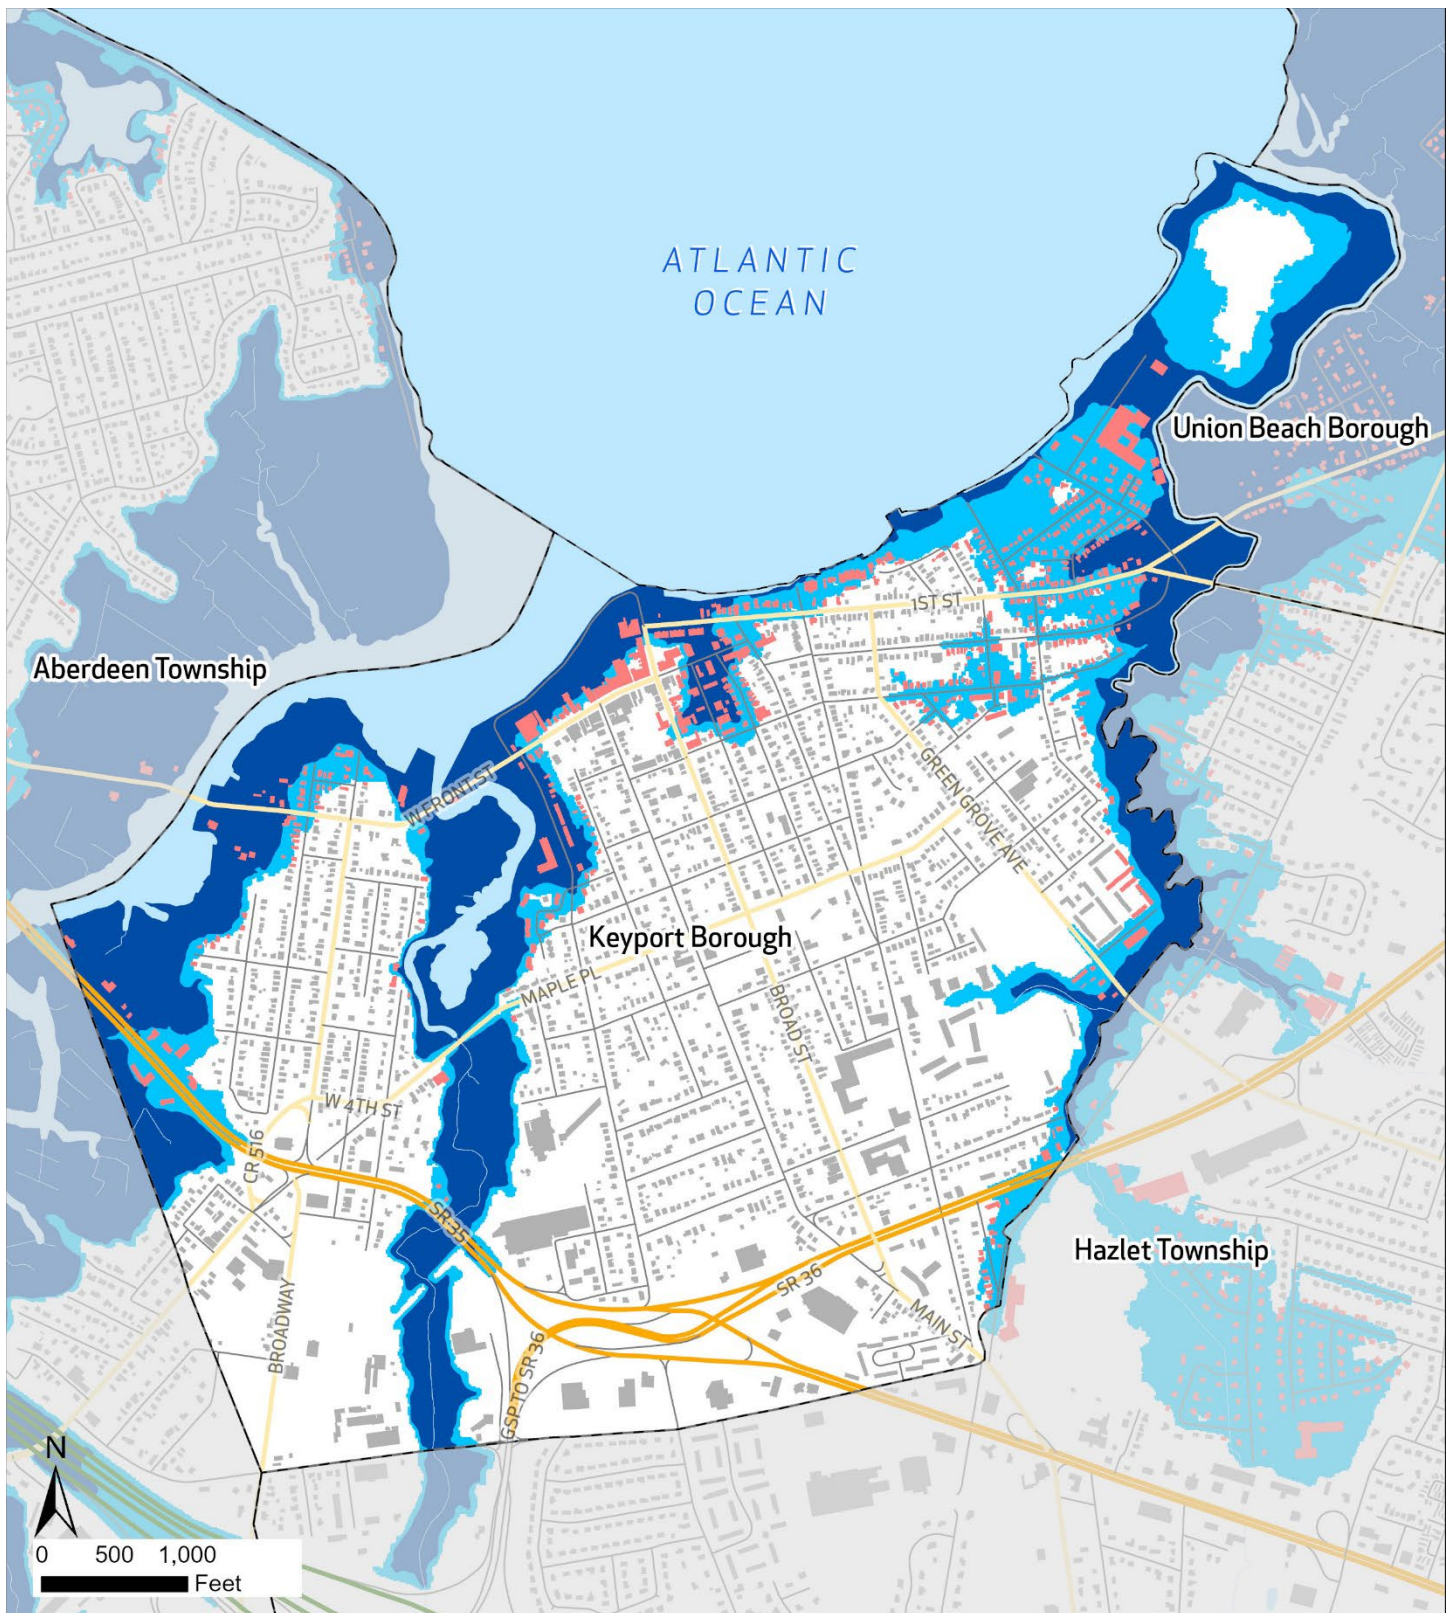 ATLANTIC
OCEAN
Union Beach Borough
1ST ST
Aberdeen Township
W FRONT ST
GREEN GROVE AVE
Keyport Borough
MAPLE PL
BROAD ST
W 4TH ST
CR 516
SR 35
Hazlet Township
SR 36
MAIN ST
BROADWAY
GSP TO SR 36
N
0 500 1,000
Feet